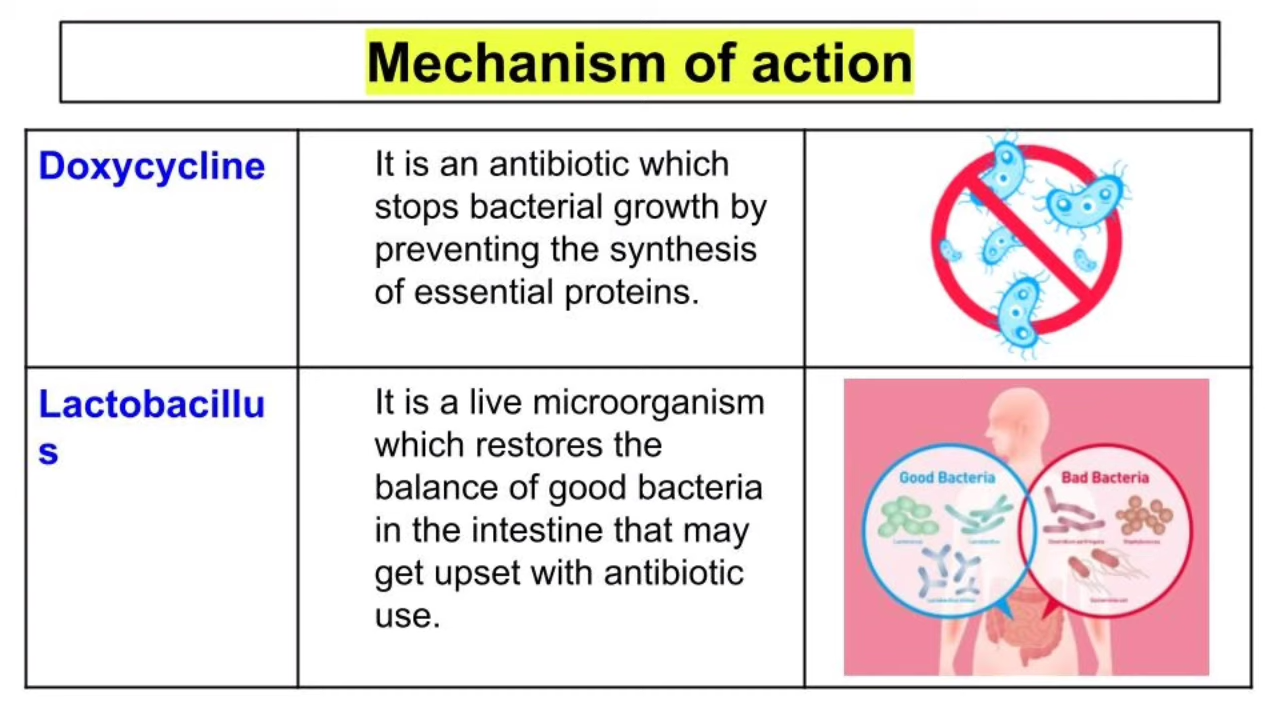 Mechanism of action
Doxycycline
It is an antibiotic which
stops bacterial growth by
preventing the synthesis
of essential proteins.
Lactobacillu
s
It is a live microorganism
which restores the
balance of good bacteria
in the intestine that may
get upset with antibiotic
use.
Good Bacteria
Bad Bacteria